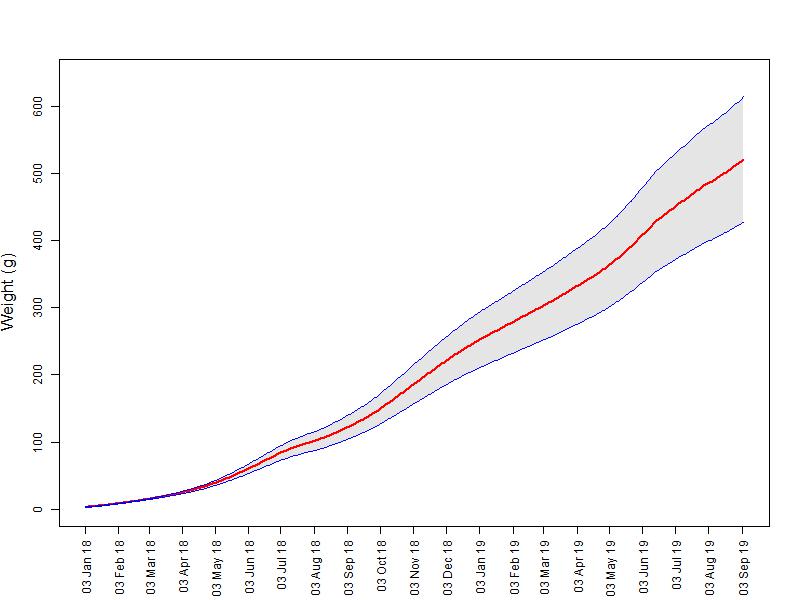 Weight (g)
600
500
400
300
200
100
0
03 Jan 18
03 Feb 18
03 Mar 18
03 Apr 18
03 May 18
03 Jun 18
03 Jul 18
03 Aug 18
03 Sep 18
03 Oct 18
03 Nov 18
03 Dec 18
03 Jan 19
03 Feb 19
03 Mar 19
03 Apr 19
03 May 19
03 Jun 19
03 Jul 19
03 Aug 19
03 Sep 19